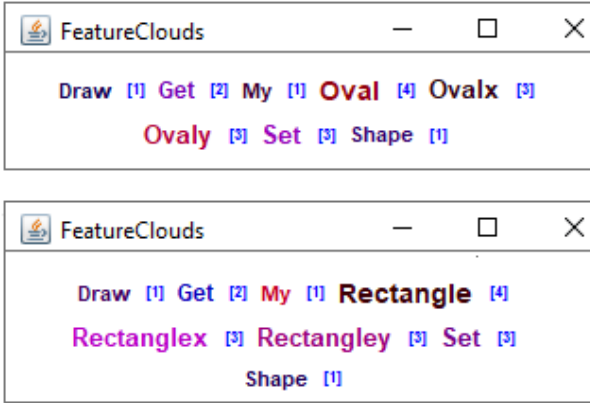 FeatureClouds
Draw [1] Get [2] My [1] Oval [4] Ovalx [3]
Ovaly [3] Set [3] Shape [1]
FeatureClouds
Draw [1] Get [2] My [1] Rectangle [4]
Rectanglex [3] Rectangley [3] Set [3]
Shape [1]